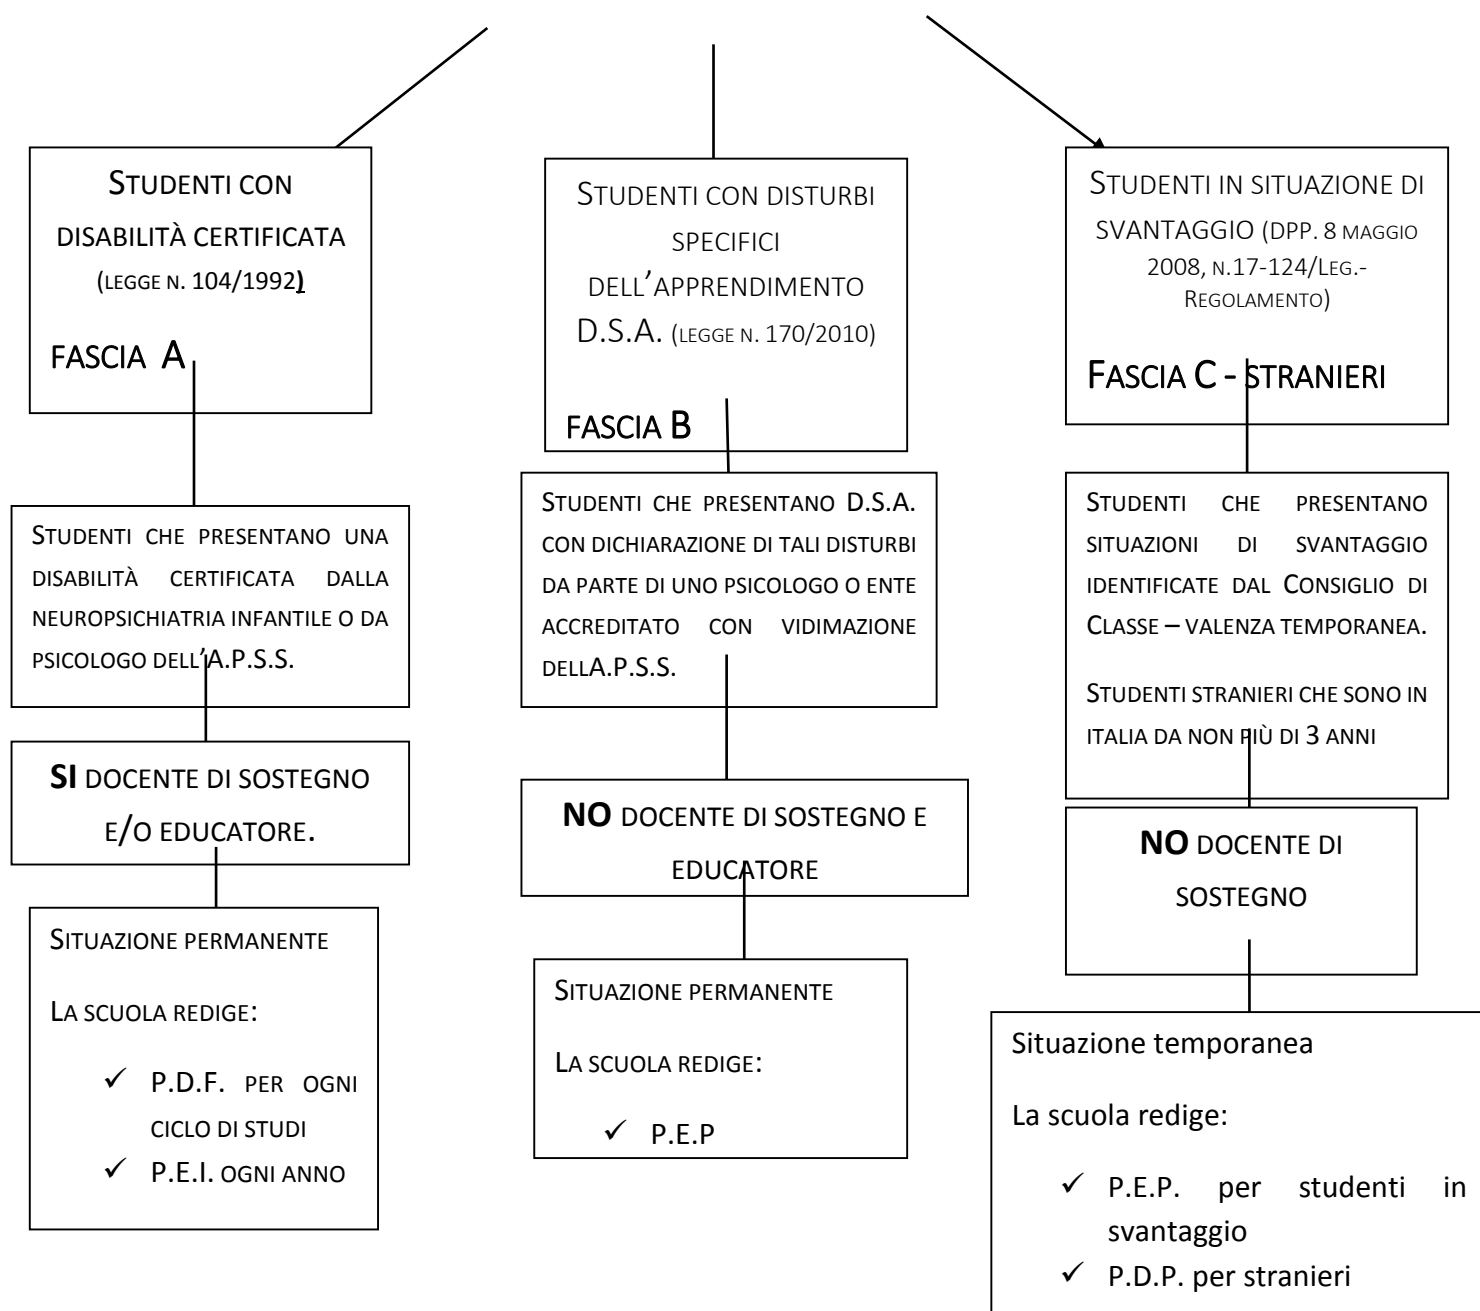 STUDENTI CON
DISABILITÀ CERTIFICATA
(LEGGE N. 104/1992)
FASCIA A
STUDENTI CHE PRESENTANO UNA
DISABILITÀ CERTIFICATA DALLA
NEUROPSICHIATRIA INFANTILE O DA
PSICOLOGO DELL'A.P.S.S.
SI DOCENTE DI SOSTEGNO
E/O EDUCATORE.
SITUAZIONE PERMANENTE
LA SCUOLA REDIGE:
✓ P.D.F. PER OGNI
CICLO DI STUDI
✓ P.E.I. OGNI ANNO
STUDENTI CON DISTURBI
SPECIFICI
DELL'APPRENDIMENTO
D.S.A. (LEGGE N. 170/2010)
FASCIA B
STUDENTI CHE PRESENTANO D.S.A.
CON DICHIARAZIONE DI TALI DISTURBI
DA PARTE DI UNO PSICOLOGO O ENTE
ACCREDITATO CON VIDIMAZIONE
DELLA.P.S.S.
NO DOCENTE DI SOSTEGNO E
EDUCATORE
SITUAZIONE PERMANENTE
LA SCUOLA REDIGE:
✓ P.E.P
STUDENTI IN SITUAZIONE DI
SVANTAGGIO (DPP. 8 MAGGIO
2008, N.17-124/LEG.-
REGOLAMENTO)
FASCIA C - STRANIERI
STUDENTI CHE PRESENTANO
SITUAZIONI DI SVANTAGGIO
IDENTIFICATE DAL CONSIGLIO DI
CLASSE – VALENZA TEMPORANEA.
STUDENTI STRANIERI CHE SONO IN
ITALIA DA NON PIÙ DI 3 ANNI
NO DOCENTE DI
SOSTEGNO
Situazione temporanea
La scuola redige:
✓ P.E.P. per studenti in
svantaggio
✓ P.D.P. per stranieri